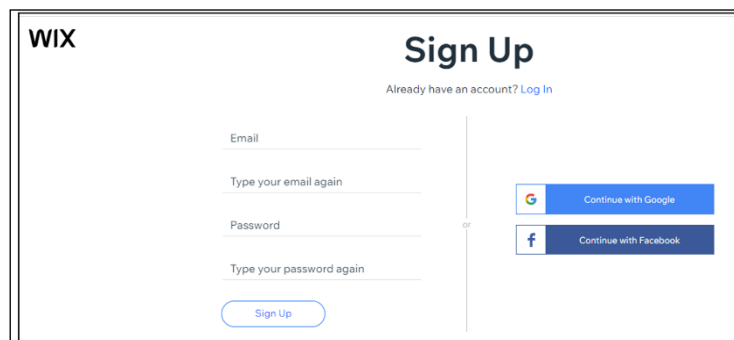 WIX
Sign Up
Already have an account? Log In
Email
Type your email again
Password
Type your password again
Sign Up
or
G Continue with Google
f Continue with Facebook